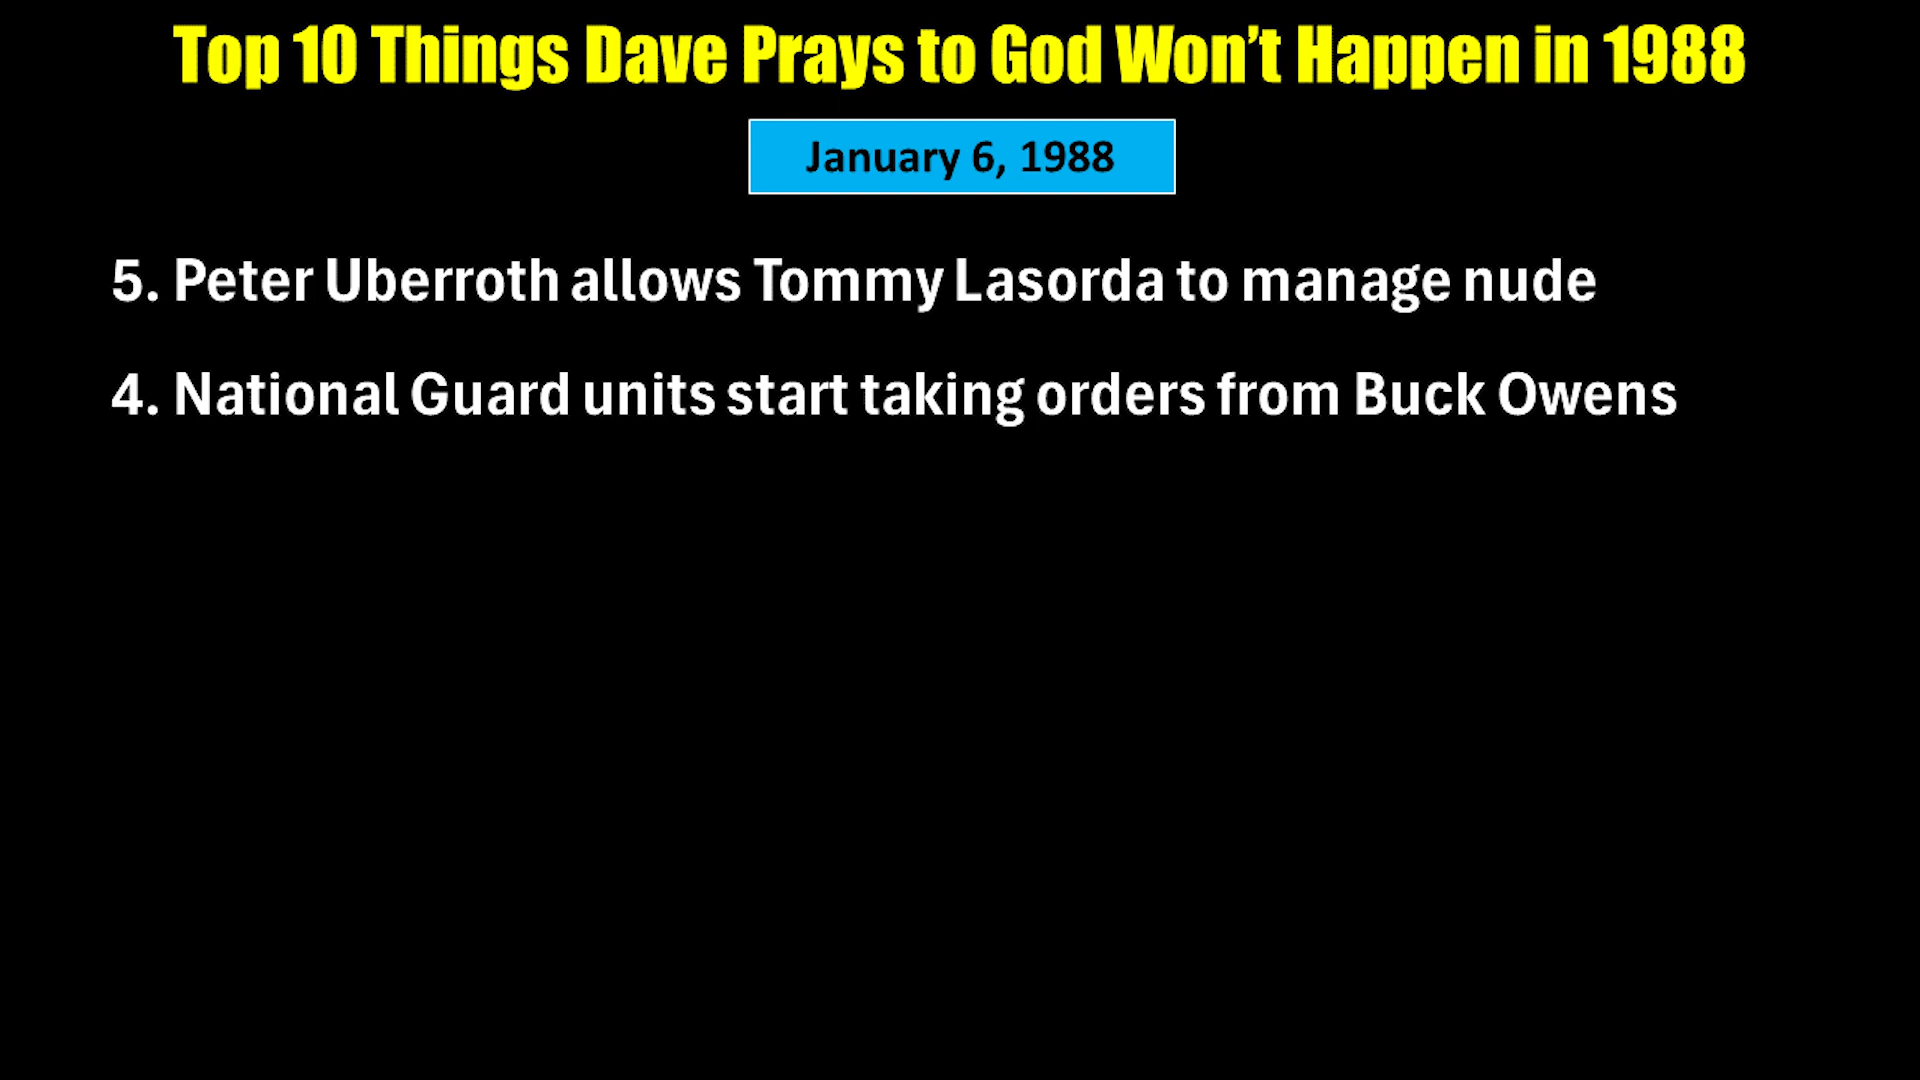 Top 10 Things Dave Prays to God Won’t Happen in 1988
January 6, 1988
5. Peter Uberroth allows Tommy Lasorda to manage nude
4. National Guard units start taking orders from Buck Owens